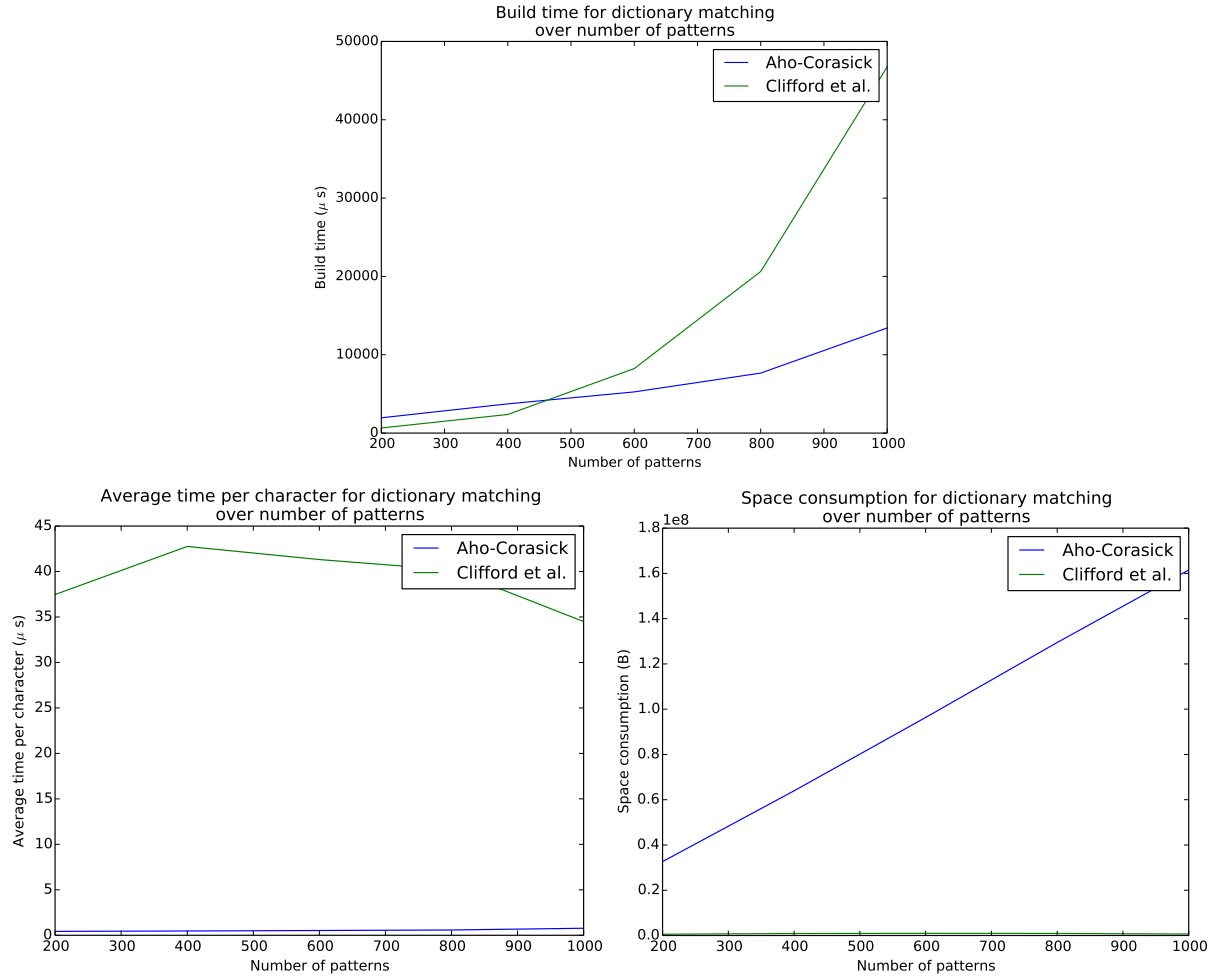 Build time for dictionary matching
over number of patterns
50000
40000
30000
20000
10000
0
Build time (μ s)
Aho-Corasick
Clifford et al.
200 300 400 500 600 700 800 900 1000
Number of patterns
Average time per character for dictionary matching
over number of patterns
45
40
35
30
25
20
15
10
5
0
Average time per character (μ s)
Aho-Corasick
Clifford et al.
200 300 400 500 600 700 800 900 1000
Number of patterns
Space consumption for dictionary matching
over number of patterns
1e8
1.8
1.6
1.4
1.2
1.0
0.8
0.6
0.4
0.2
0.0
Space consumption (B)
Aho-Corasick
Clifford et al.
200 300 400 500 600 700 800 900 1000
Number of patterns